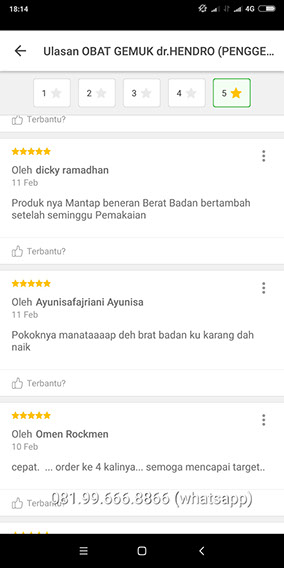 18:14
4G
Ulasan OBAT GEMUK dr.HENDRO (PENGGE...
1
2
3
4
5
Terbantu?
Oleh dicky ramadhan
11 Feb
Produk nya Mantap beneran Berat Badan bertambah
setelah seminggu Pemakaian
Terbantu?
Oleh Ayunisafajriani Ayunisa
11 Feb
Pokoknya manataaaap deh brat badan ku karang dah
naik
Terbantu?
Oleh Omen Rockmen
10 Feb
cepat. ... order ke 4 kalinya... semoga mencapai target..
Terbantu?
081.99.666.8866 (whatsapp)